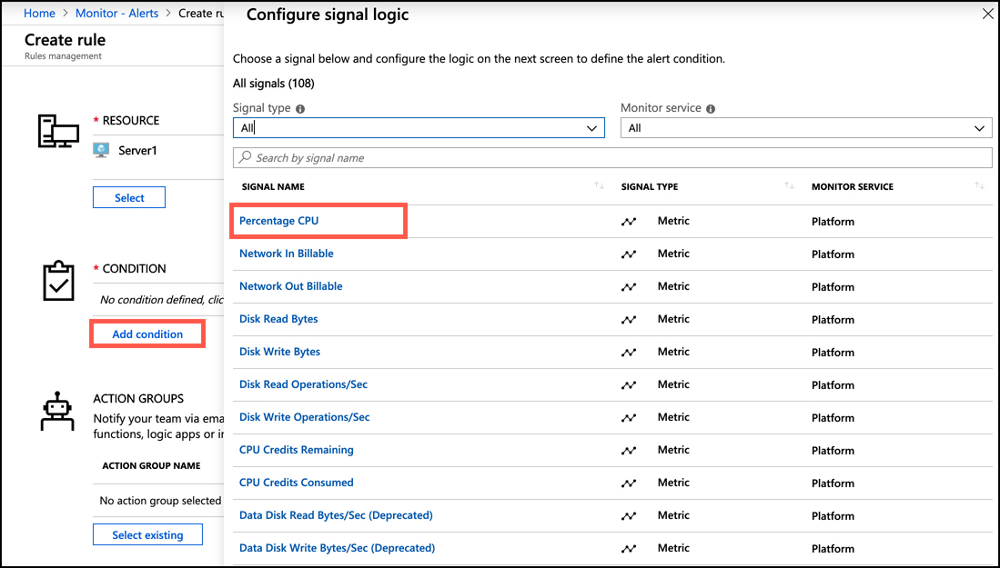 Home > Monitor - Alerts > Create ru
Create rule
Rules management
* RESOURCE
Server1
Select
* CONDITION
No condition defined, clic
Add condition
ACTION GROUPS
Notify your team via ema
functions, logic apps or in
ACTION GROUP NAME
No action group selected
Select existing
Configure signal logic
Choose a signal below and configure the logic on the next screen to define the alert condition.
All signals (108)
Signal type
Monitor service
All
All
Search by signal name
SIGNAL NAME SIGNAL TYPE MONITOR SERVICE
Percentage CPU Metric Platform
Network In Billable Metric Platform
Network Out Billable Metric Platform
Disk Read Bytes Metric Platform
Disk Write Bytes Metric Platform
Disk Read Operations/Sec Metric Platform
Disk Write Operations/Sec Metric Platform
CPU Credits Remaining Metric Platform
CPU Credits Consumed Metric Platform
Data Disk Read Bytes/Sec (Deprecated) Metric Platform
Data Disk Write Bytes/Sec (Deprecated) Metric Platform